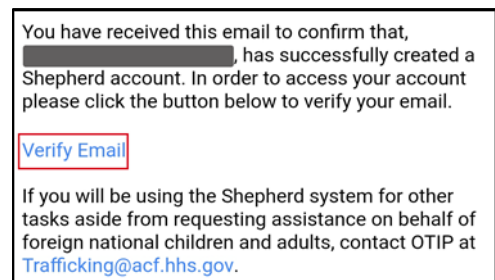 You have received this email to confirm that,
, has successfully created a
Shepherd account. In order to access your account
please click the button below to verify your email.
Verify Email
If you will be using the Shepherd system for other
tasks aside from requesting assistance on behalf of
foreign national children and adults, contact OTIP at
Trafficking@acf.hhs.gov.